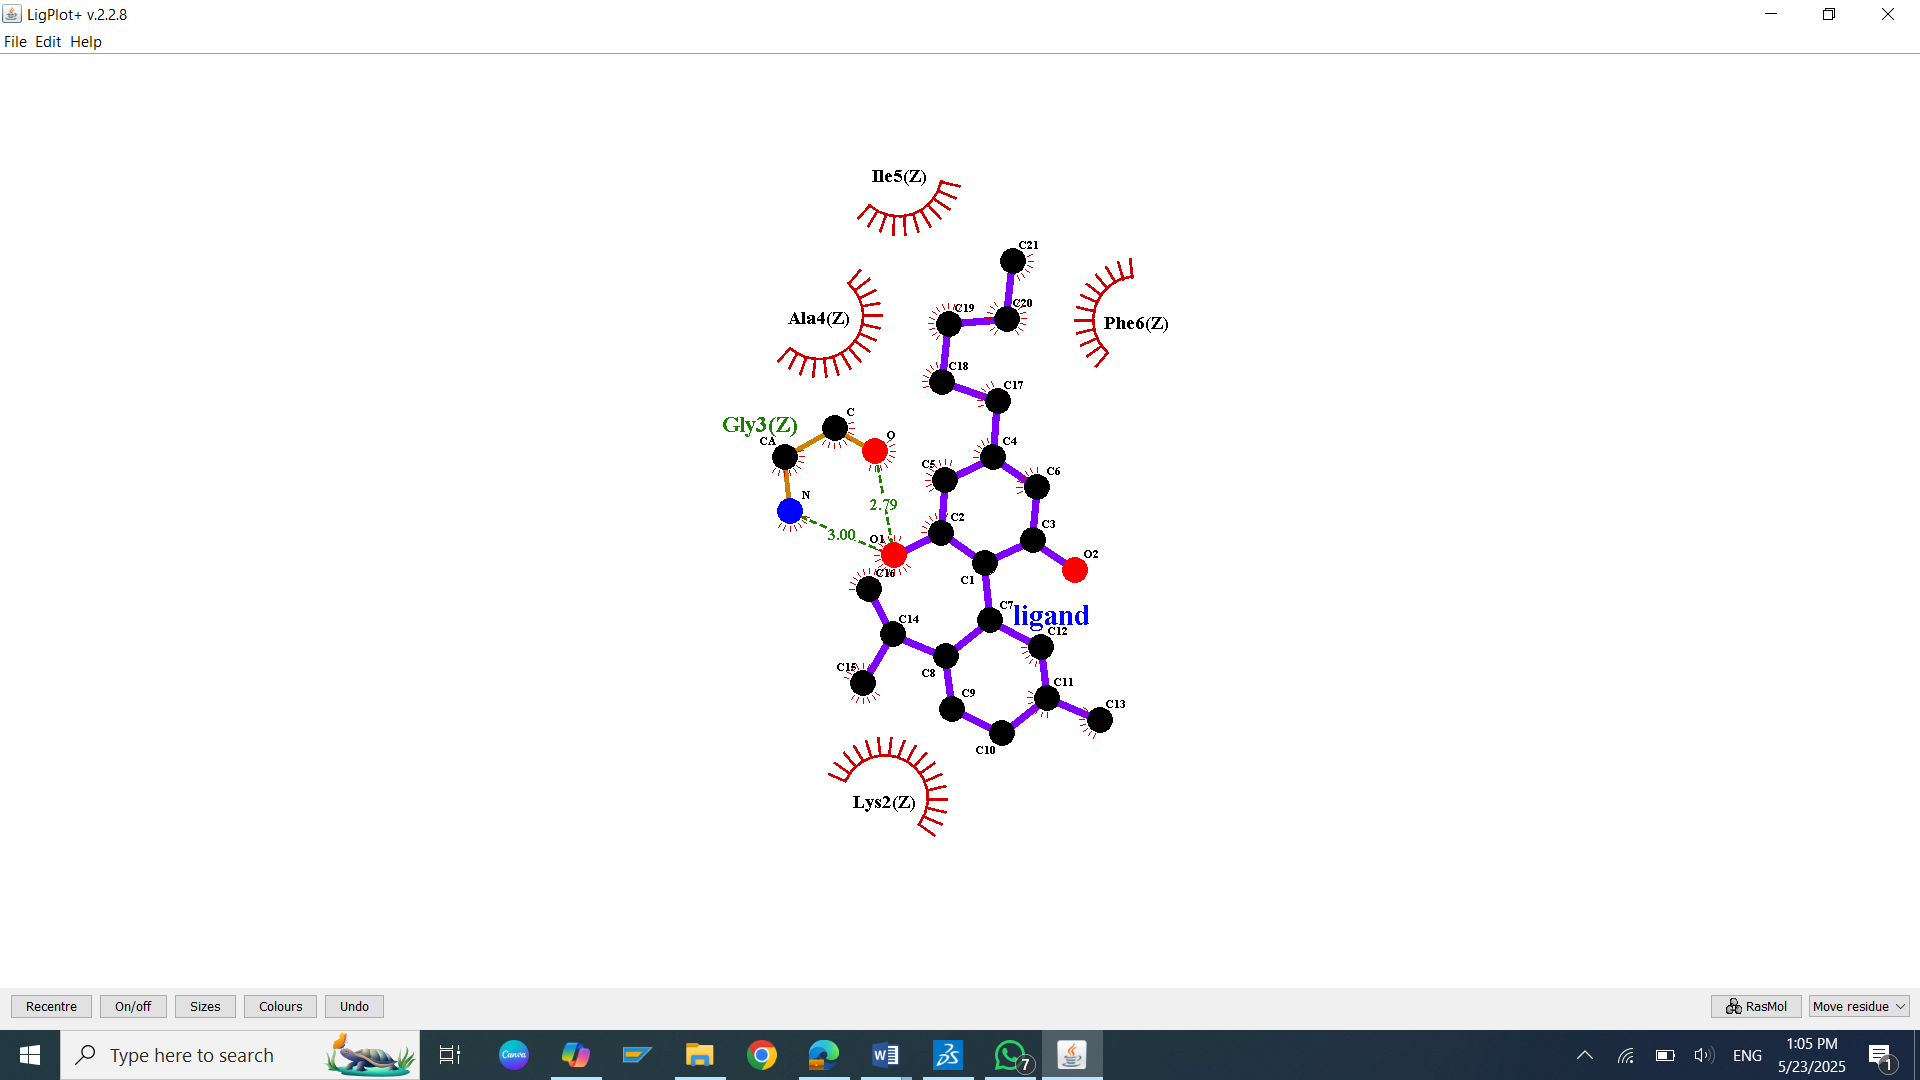 LigPlot+ v.2.2.8
File Edit Help
Ile5(Z)
C21
C19
C20
Ala4(Z)
Phe6(Z)
C18
C17
Gly3(Z)
C
CA
O
C4
C5
C6
N
2.79
C2
C3
3.00
O1
O2
C16
C1
C7
ligand
C14
C12
C15
C8
C11
C9
C13
C10
Lys2(Z)
Recentre On/off Sizes Colours Undo RasMol Move residue
Type here to search
Canva
7
ENG
1:05 PM
5/23/2025
1